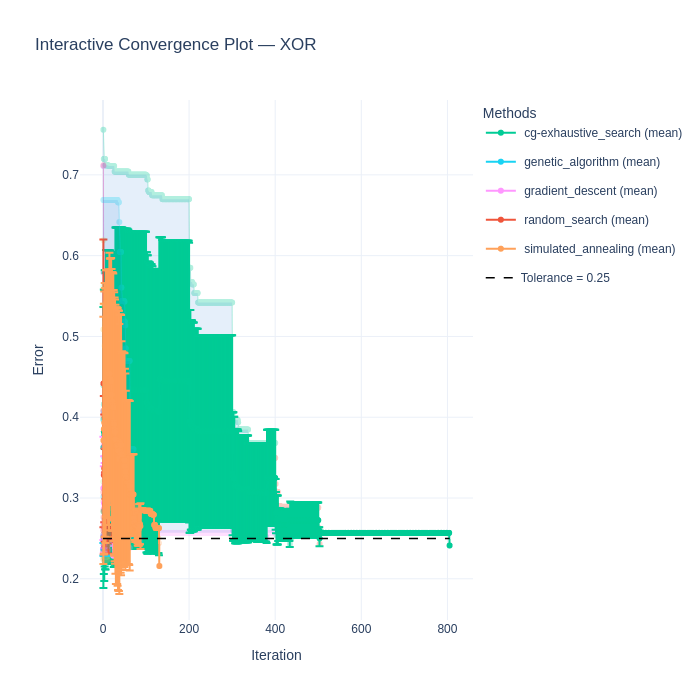 Interactive Convergence Plot — XOR
Methods
cg-exhaustive_search (mean)
genetic_algorithm (mean)
gradient_descent (mean)
random_search (mean)
simulated_annealing (mean)
Tolerance = 0.25
Error
0.7
0.6
0.5
0.4
0.3
0.2
0
200
400
600
800
Iteration